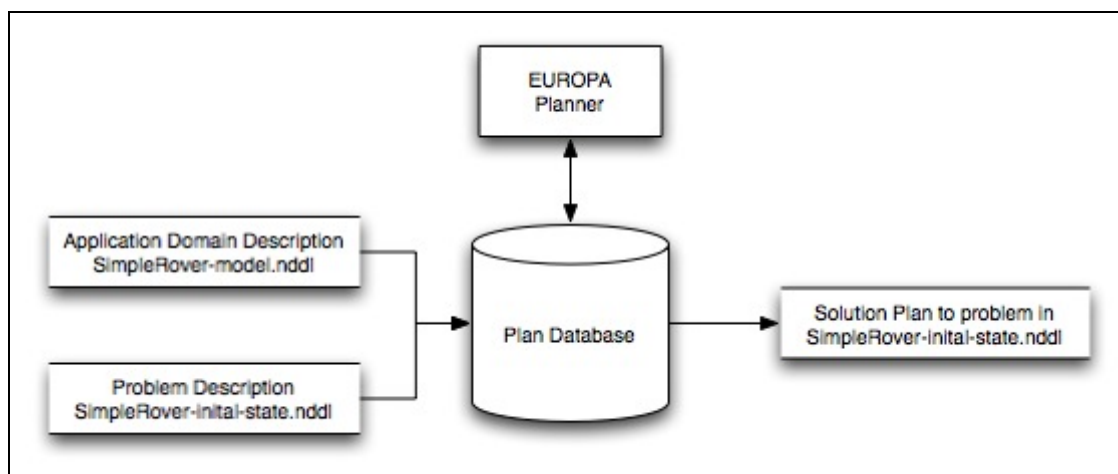 EUROPA
Planner
Application Domain Description
SimpleRover-model.nddl
Plan Database
Solution Plan to problem in
SimpleRover-inital-state.nddl
Problem Description
SimpleRover-inital-state.nddl